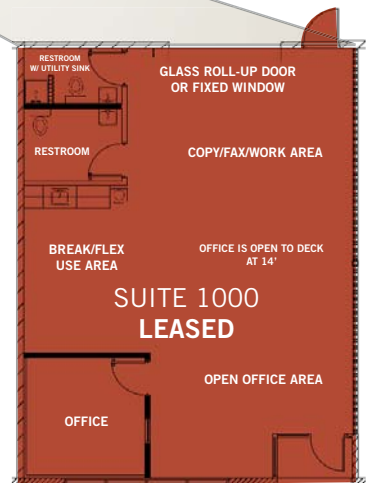 RESTROOM
W/ UTILITY SINK
GLASS ROLL-UP DOOR
OR FIXED WINDOW
RESTROOM
COPY/FAX/WORK AREA
BREAK/FLEX
USE AREA
OFFICE IS OPEN TO DECK
AT 14'
SUITE 1000
LEASED
OPEN OFFICE AREA
OFFICE